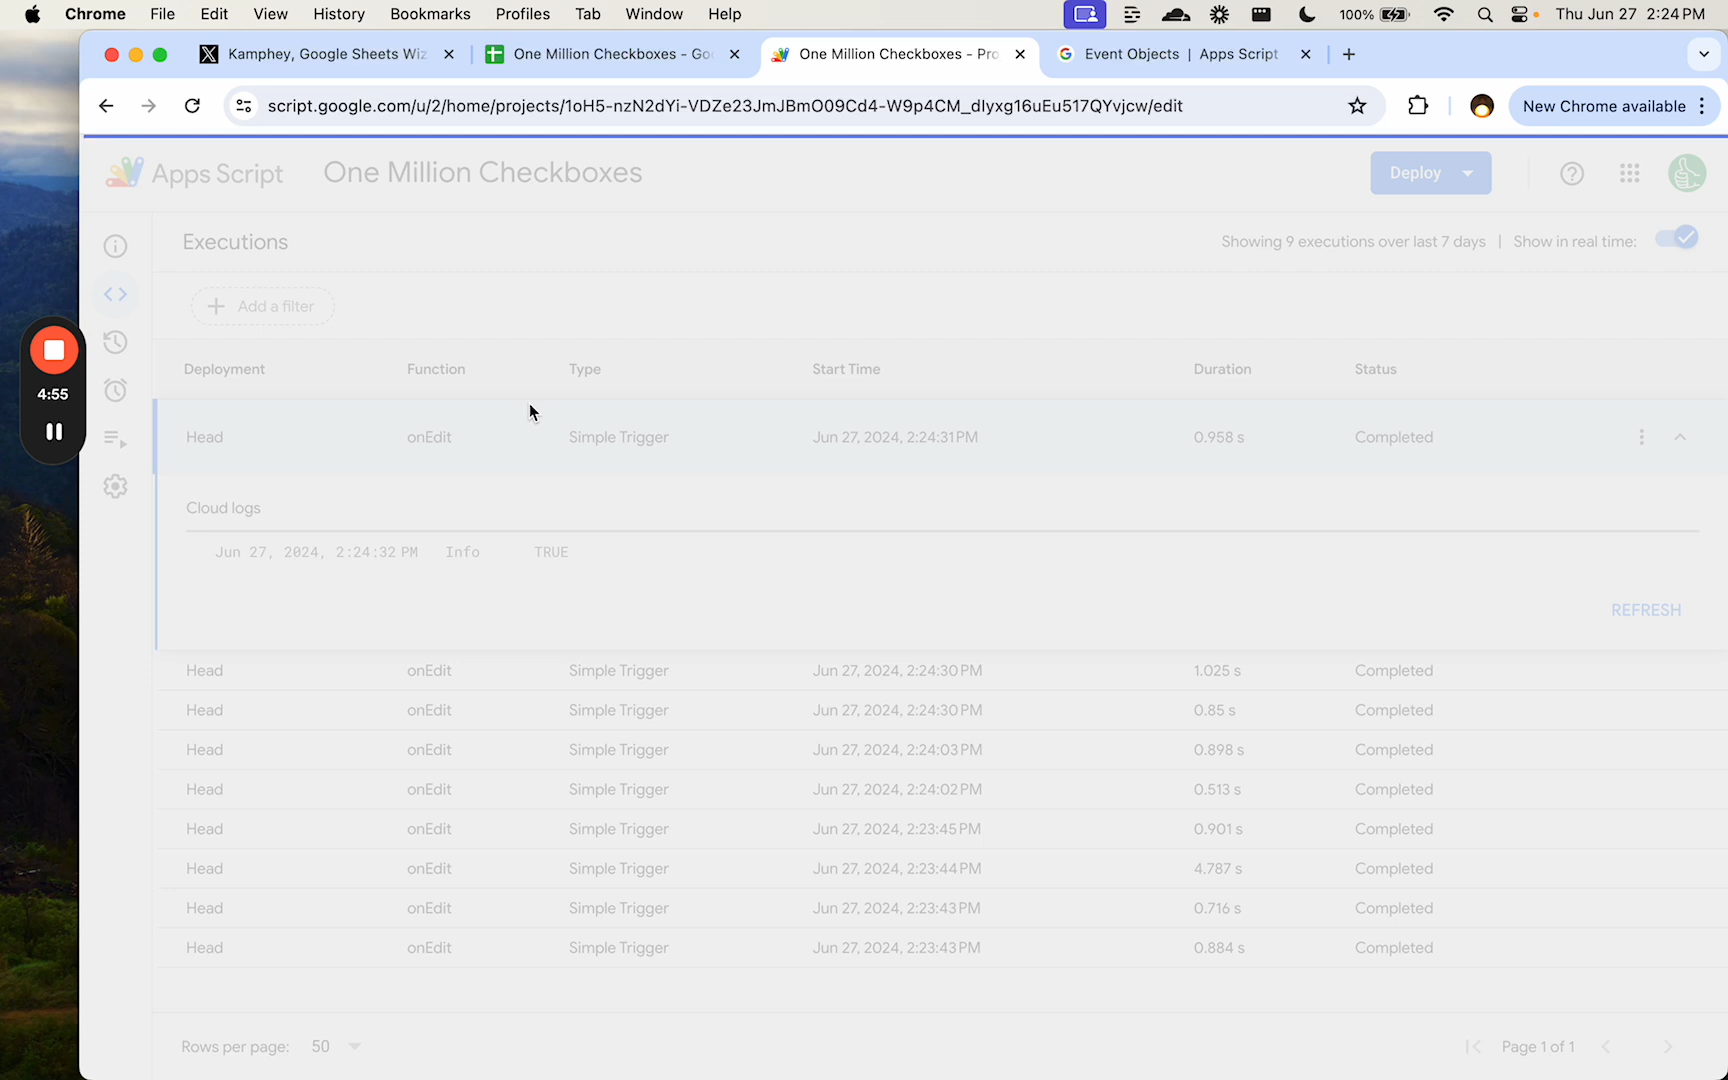 Chrome File Edit View History Bookmarks Profiles Tab Window Help 100% Thu Jun 27 2:24 PM
Kamphey, Google Sheets Wiz One Million Checkboxes - Goo One Million Checkboxes - Pro Event Objects | Apps Script
script.google.com/u/2/home/projects/1oH5-nzN2dYi-VDZe23JmJBmO09Cd4-W9p4CM_dIyxg16uEu517QYvjcw/edit New Chrome available
Apps Script One Million Checkboxes Deploy
Executions Showing 9 executions over last 7 days | Show in real time:
Add a filter
4:55
Deployment Function Type Start Time Duration Status
Head onEdit Simple Trigger Jun 27, 2024, 2:24:31 PM 0.958 s Completed
Cloud logs
Jun 27, 2024, 2:24:32 PM Info TRUE
REFRESH
Head onEdit Simple Trigger Jun 27, 2024, 2:24:30 PM 1.025 s Completed
Head onEdit Simple Trigger Jun 27, 2024, 2:24:30 PM 0.85 s Completed
Head onEdit Simple Trigger Jun 27, 2024, 2:24:03 PM 0.898 s Completed
Head onEdit Simple Trigger Jun 27, 2024, 2:24:02 PM 0.513 s Completed
Head onEdit Simple Trigger Jun 27, 2024, 2:23:45 PM 0.901 s Completed
Head onEdit Simple Trigger Jun 27, 2024, 2:23:44 PM 4.787 s Completed
Head onEdit Simple Trigger Jun 27, 2024, 2:23:43 PM 0.716 s Completed
Head onEdit Simple Trigger Jun 27, 2024, 2:23:43 PM 0.884 s Completed
Rows per page: 50 Page 1 of 1